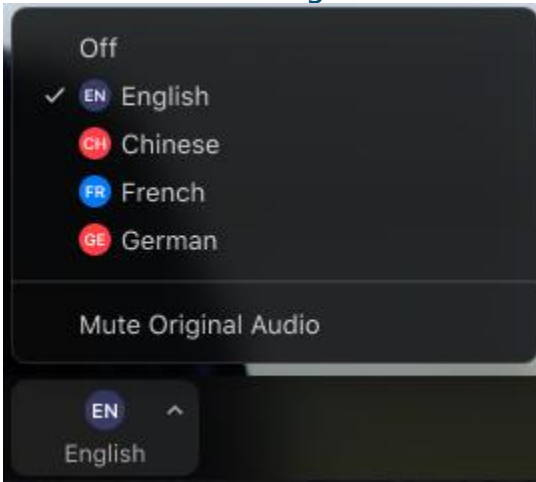 Off
EN English
CH Chinese
FR French
GE German
Mute Original Audio
EN
English